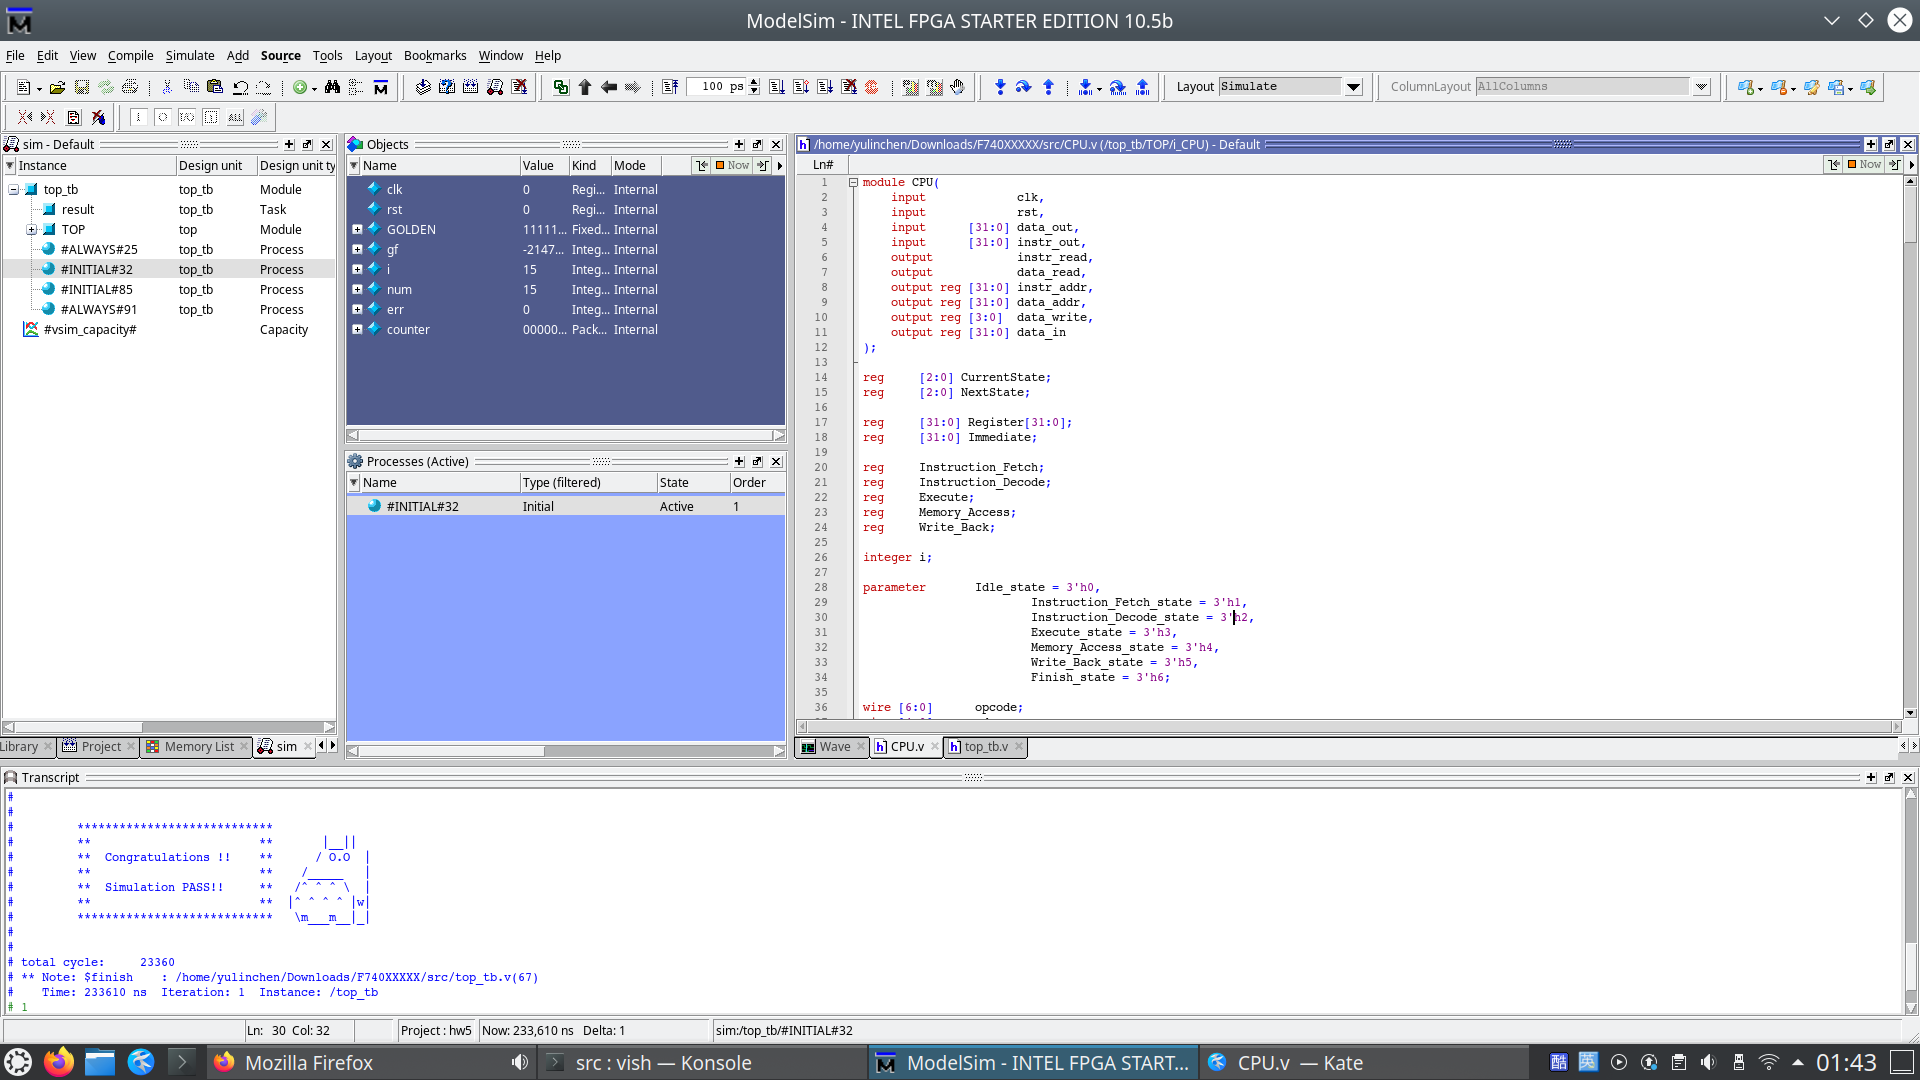 ModelSim - INTEL FPGA STARTER EDITION 10.5b
File Edit View Compile Simulate Add Source Tools Layout Bookmarks Window Help
100 ps
Layout Simulate
ColumnLayout AllColumns
sim - Default
Instance Design unit Design unit ty
top_tb top_tb Module
result top_tb Task
TOP top Module
#ALWAYS#25 top_tb Process
#INITIAL#32 top_tb Process
#INITIAL#85 top_tb Process
#ALWAYS#91 top_tb Process
#vsim_capacity# Capacity
Library Project Memory List sim
Objects
Name Value Kind Mode Now
clk 0 Regi... Internal
rst 0 Regi... Internal
GOLDEN 11111... Fixed... Internal
gf -2147... Integ... Internal
i 15 Integ... Internal
num 15 Integ... Internal
err 0 Integ... Internal
counter 00000... Pack... Internal
Processes (Active)
Name Type (filtered) State Order
#INITIAL#32 Initial Active 1
/home/yulinchen/Downloads/F740XXXXX/src/CPU.v (/top_tb/TOP/i_CPU) - Default
Ln# Now
1 module CPU(
2 input clk,
3 input rst,
4 input [31:0] data_out,
5 input [31:0] instr_out,
6 output instr_read,
7 output data_read,
8 output reg [31:0] instr_addr,
9 output reg [31:0] data_addr,
10 output reg [3:0] data_write,
11 output reg [31:0] data_in
12 );
13
14 reg [2:0] CurrentState;
15 reg [2:0] NextState;
16
17 reg [31:0] Register[31:0];
18 reg [31:0] Immediate;
19
20 reg Instruction_Fetch;
21 reg Instruction_Decode;
22 reg Execute;
23 reg Memory_Access;
24 reg Write_Back;
25
26 integer i;
27
28 parameter Idle_state = 3'h0,
29 Instruction_Fetch_state = 3'h1,
30 Instruction_Decode_state = 3'h2,
31 Execute_state = 3'h3,
32 Memory_Access_state = 3'h4,
33 Write_Back_state = 3'h5,
34 Finish_state = 3'h6;
35
36 wire [6:0] opcode;
Wave CPU.v top_tb.v
Transcript
#
#
# ****************************
# ** ** |__||
# ** Congratulations !! ** / O.O |
# ** ** /_____ |
# ** Simulation PASS!! ** /^ ^ ^ \ |
# ** ** |^ ^ ^ ^ |w|
# **************************** \m___m__|_|
#
#
# total cycle: 23360
# ** Note: $finish : /home/yulinchen/Downloads/F740XXXXX/src/top_tb.v(67)
# Time: 233610 ns Iteration: 1 Instance: /top_tb
# 1
Ln: 30 Col: 32 Project : hw5 Now: 233,610 ns Delta: 1 sim:/top_tb/#INITIAL#32
Mozilla Firefox src : vish — Konsole ModelSim - INTEL FPGA START... CPU.v — Kate 酷 英 01:43